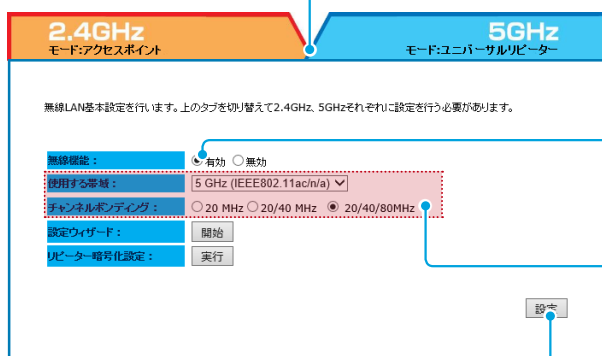 2.4GHz
モード:アクセスポイント
5GHz
モード:ユニバーサルリピーター
無線LAN基本設定を行います。上のタブを切り替えて2.4GHz、5GHzそれぞれに設定を行う必要があります。
無線機能： 有効 無効
使用する帯域： 5 GHz (IEEE802.11ac/n/a)
チャンネルボンディング： 20 MHz 20/40 MHz 20/40/80MHz
設定ウィザード： 開始
リピーター暗号化設定： 実行
設定